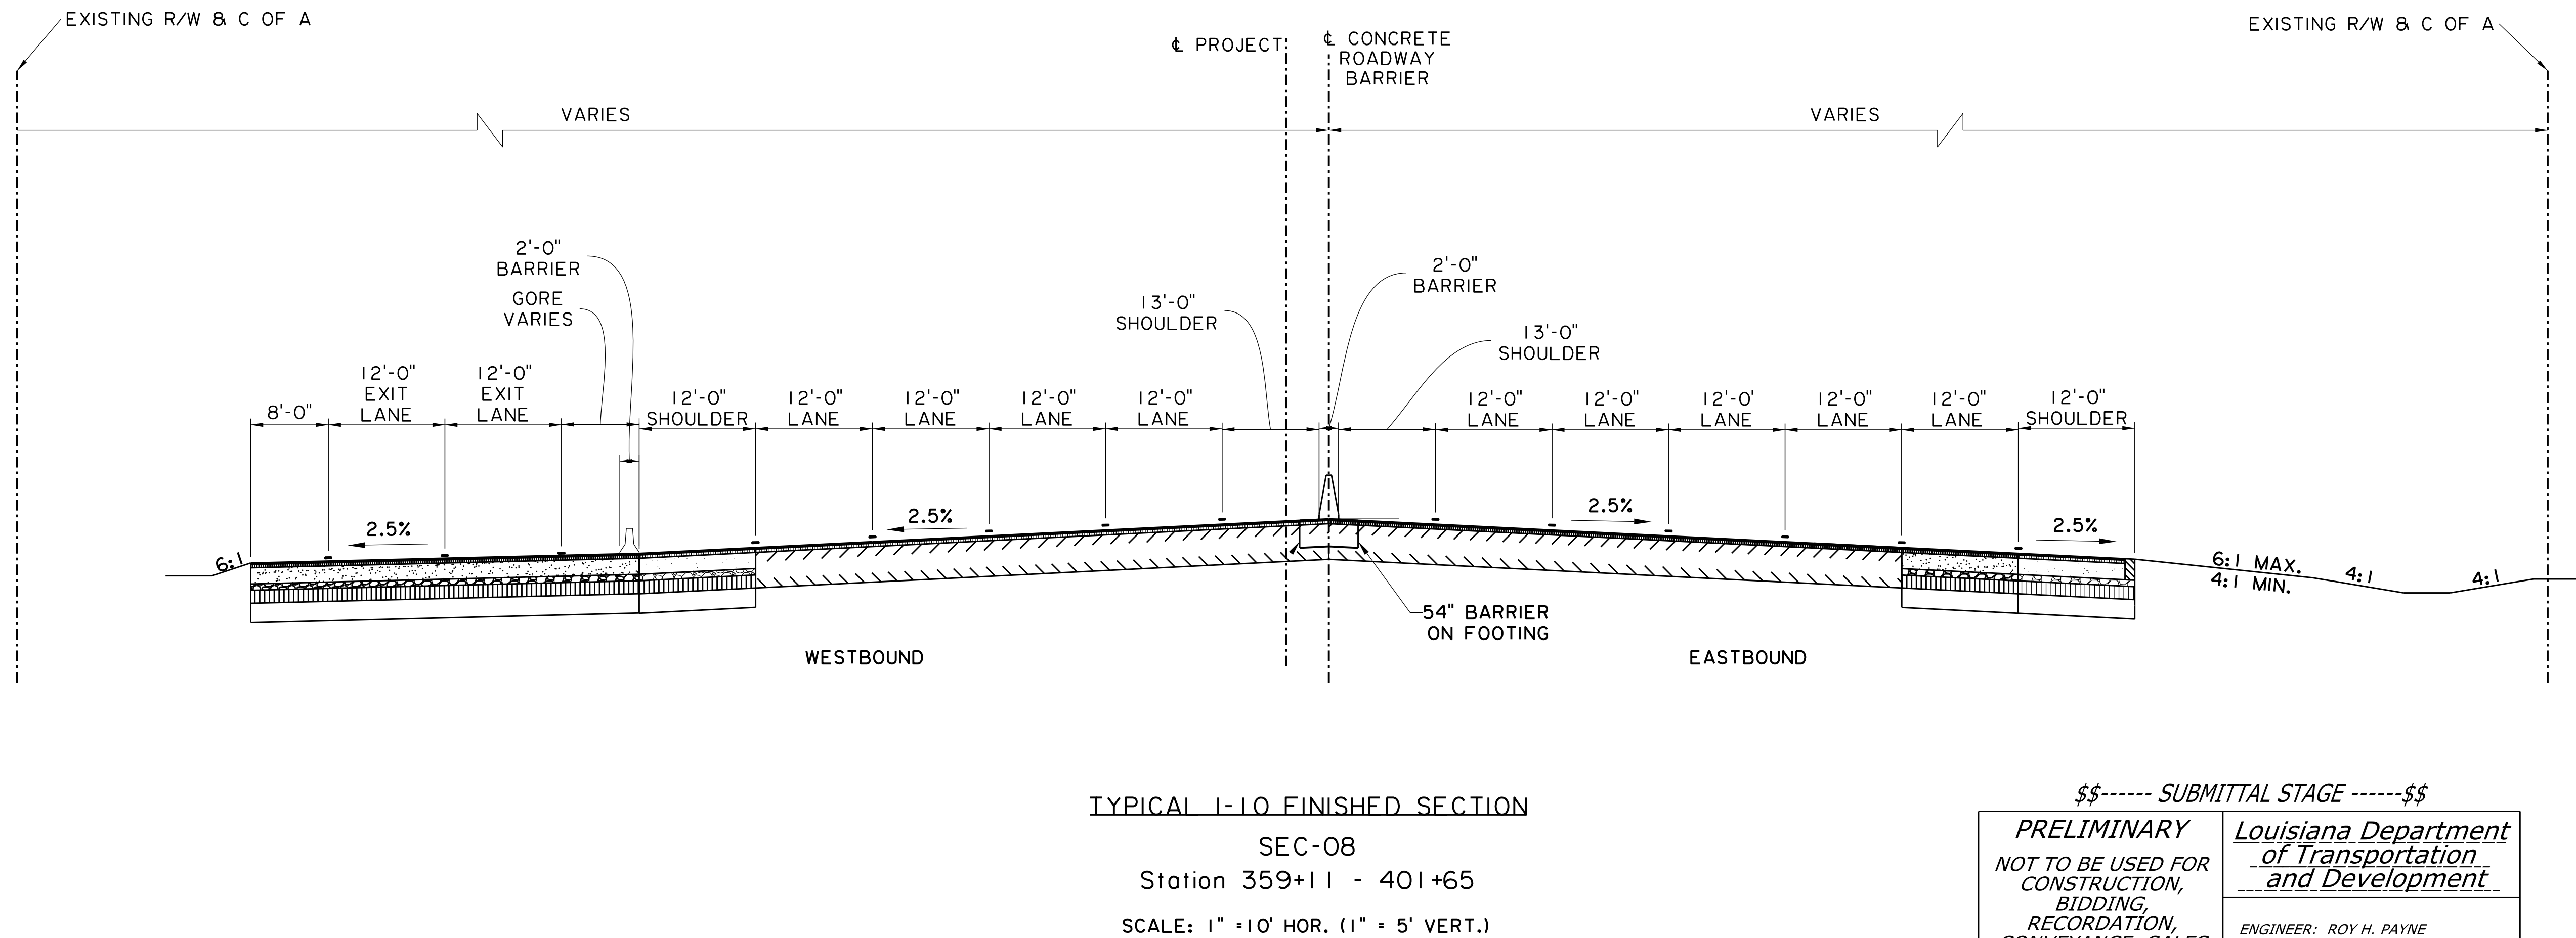 EXISTING R/W & C OF A
℄ PROJECT
℄ CONCRETE
ROADWAY
BARRIER
EXISTING R/W & C OF A
VARIES
VARIES
2'-0"
BARRIER
GORE
VARIES
13'-0"
SHOULDER
2'-0"
BARRIER
13'-0"
SHOULDER
8'-0"
12'-0"
EXIT
LANE
12'-0"
EXIT
LANE
12'-0"
SHOULDER
12'-0"
LANE
12'-0"
LANE
12'-0"
LANE
12'-0"
LANE
12'-0"
LANE
12'-0"
LANE
12'-0'
LANE
12'-0"
LANE
12'-0"
LANE
12'-0"
SHOULDER
6:1
2.5%
2.5%
2.5%
2.5%
6:1 MAX.
4:1 MIN.
4:1
4:1
54" BARRIER
ON FOOTING
WESTBOUND
EASTBOUND
TYPICAL I-10 FINISHED SECTION
SEC-08
Station 359+11 - 401+65
SCALE: 1" =10' HOR. (1" = 5' VERT.)
$$------ SUBMITTAL STAGE ------$$
PRELIMINARY
NOT TO BE USED FOR
CONSTRUCTION,
BIDDING,
RECORDATION,
CONVEYANCE, SALES
Louisiana Department
of Transportation
and Development
ENGINEER: ROY H. PAYNE